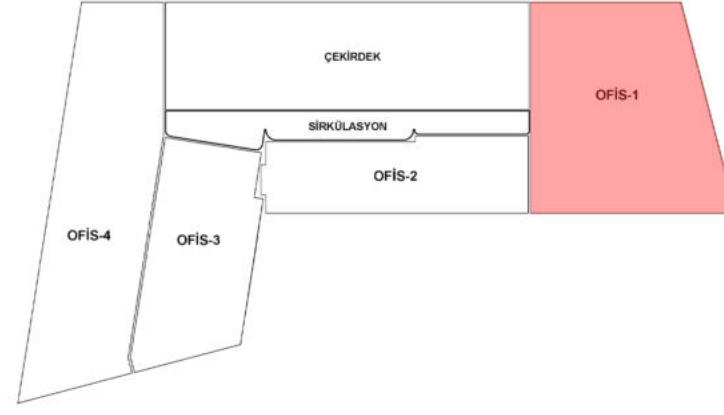 ÇEKİRDEK
OFİS-1
SİRKÜLASYON
OFİS-2
OFİS-4
OFİS-3